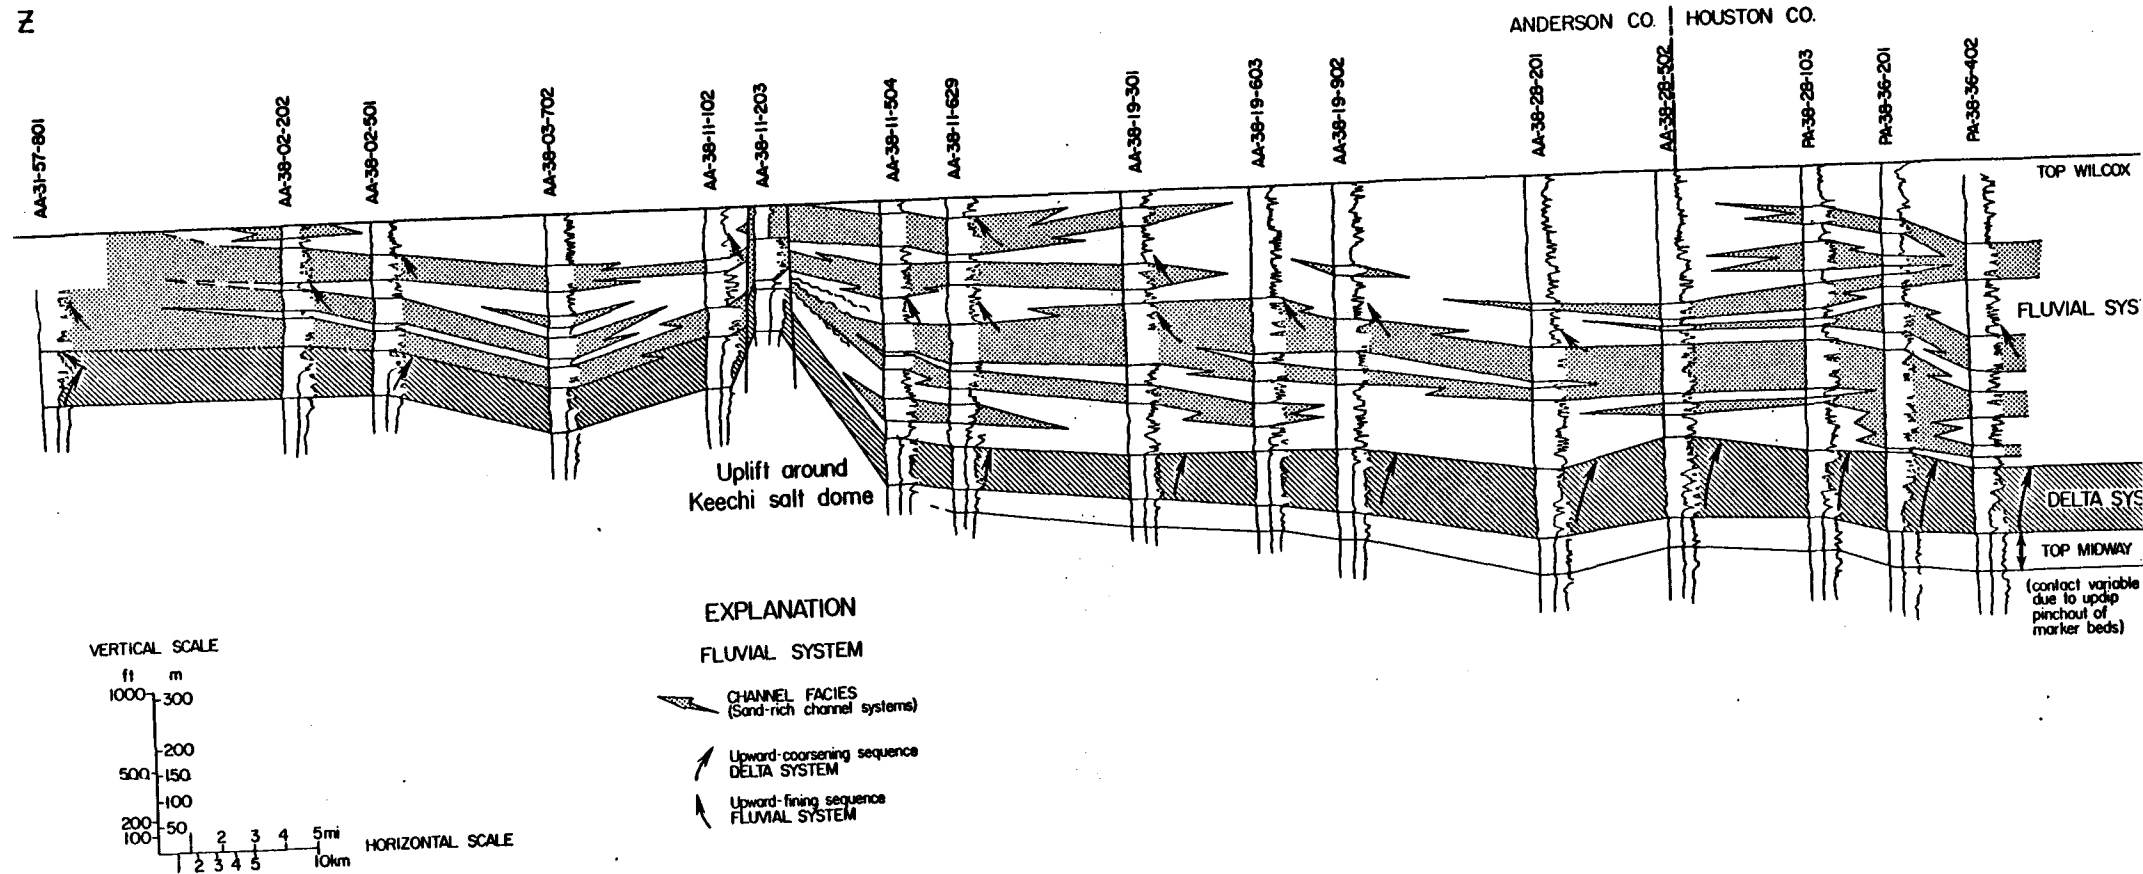 Z
ANDERSON CO. HOUSTON CO.
AA-31-57-801
AA-38-02-202
AA-38-02-501
AA-38-03-702
AA-38-11-102
AA-38-11-203
AA-38-11-504
AA-38-11-629
AA-38-19-301
AA-38-19-603
AA-38-19-902
AA-38-28-201
AA-38-28-502
PA-38-28-103
PA-38-36-201
PA-38-36-402
TOP WILCOX
FLUVIAL SYS
Uplift around
Keechi salt dome
DELTA SYS
TOP MIDWAY
(contact variable
due to updip
pinchout of
marker beds)
EXPLANATION
FLUVIAL SYSTEM
CHANNEL FACIES
(Sand-rich channel systems)
Upward-coarsening sequence
DELTA SYSTEM
Upward-fining sequence
FLUVIAL SYSTEM
VERTICAL SCALE
ft m
1000 300
200
500 150
100
200 50
100
1 2 3 4 5mi
HORIZONTAL SCALE
1 2 3 4 5 10km